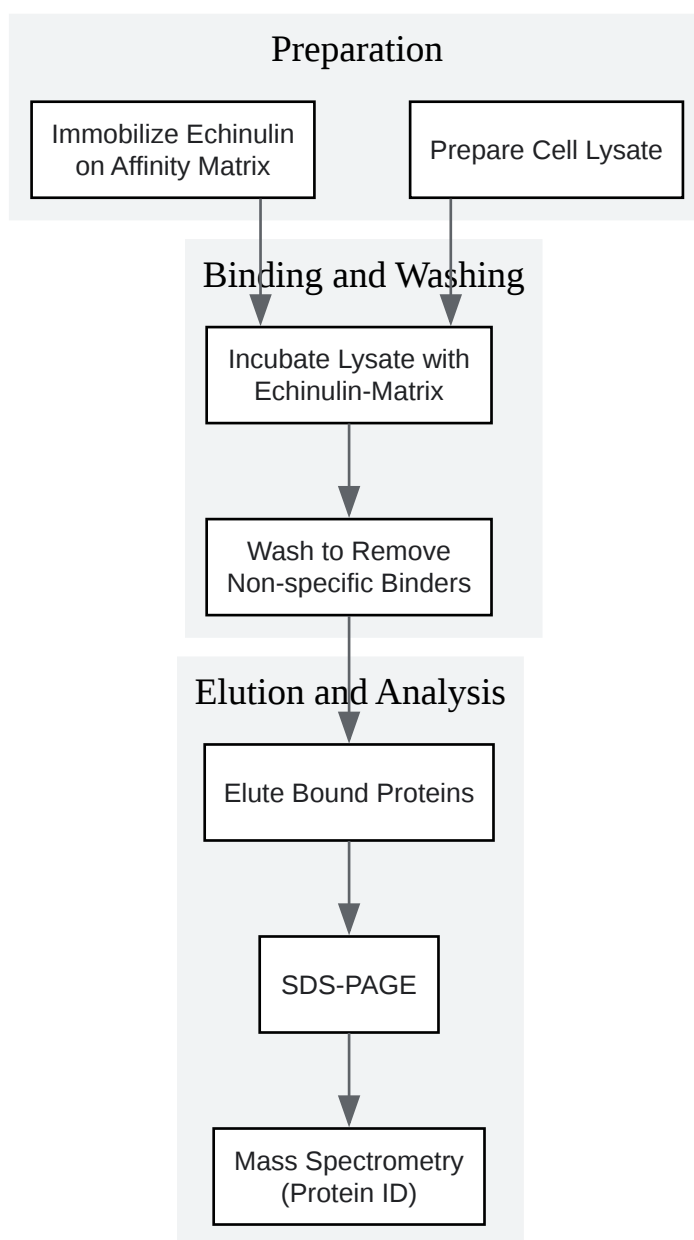 Preparation
Immobilize Echinulin
on Affinity Matrix
Prepare Cell Lysate
Binding and Washing
Incubate Lysate with
Echinulin-Matrix
Wash to Remove
Non-specific Binders
Elution and Analysis
Elute Bound Proteins
SDS-PAGE
Mass Spectrometry
(Protein ID)